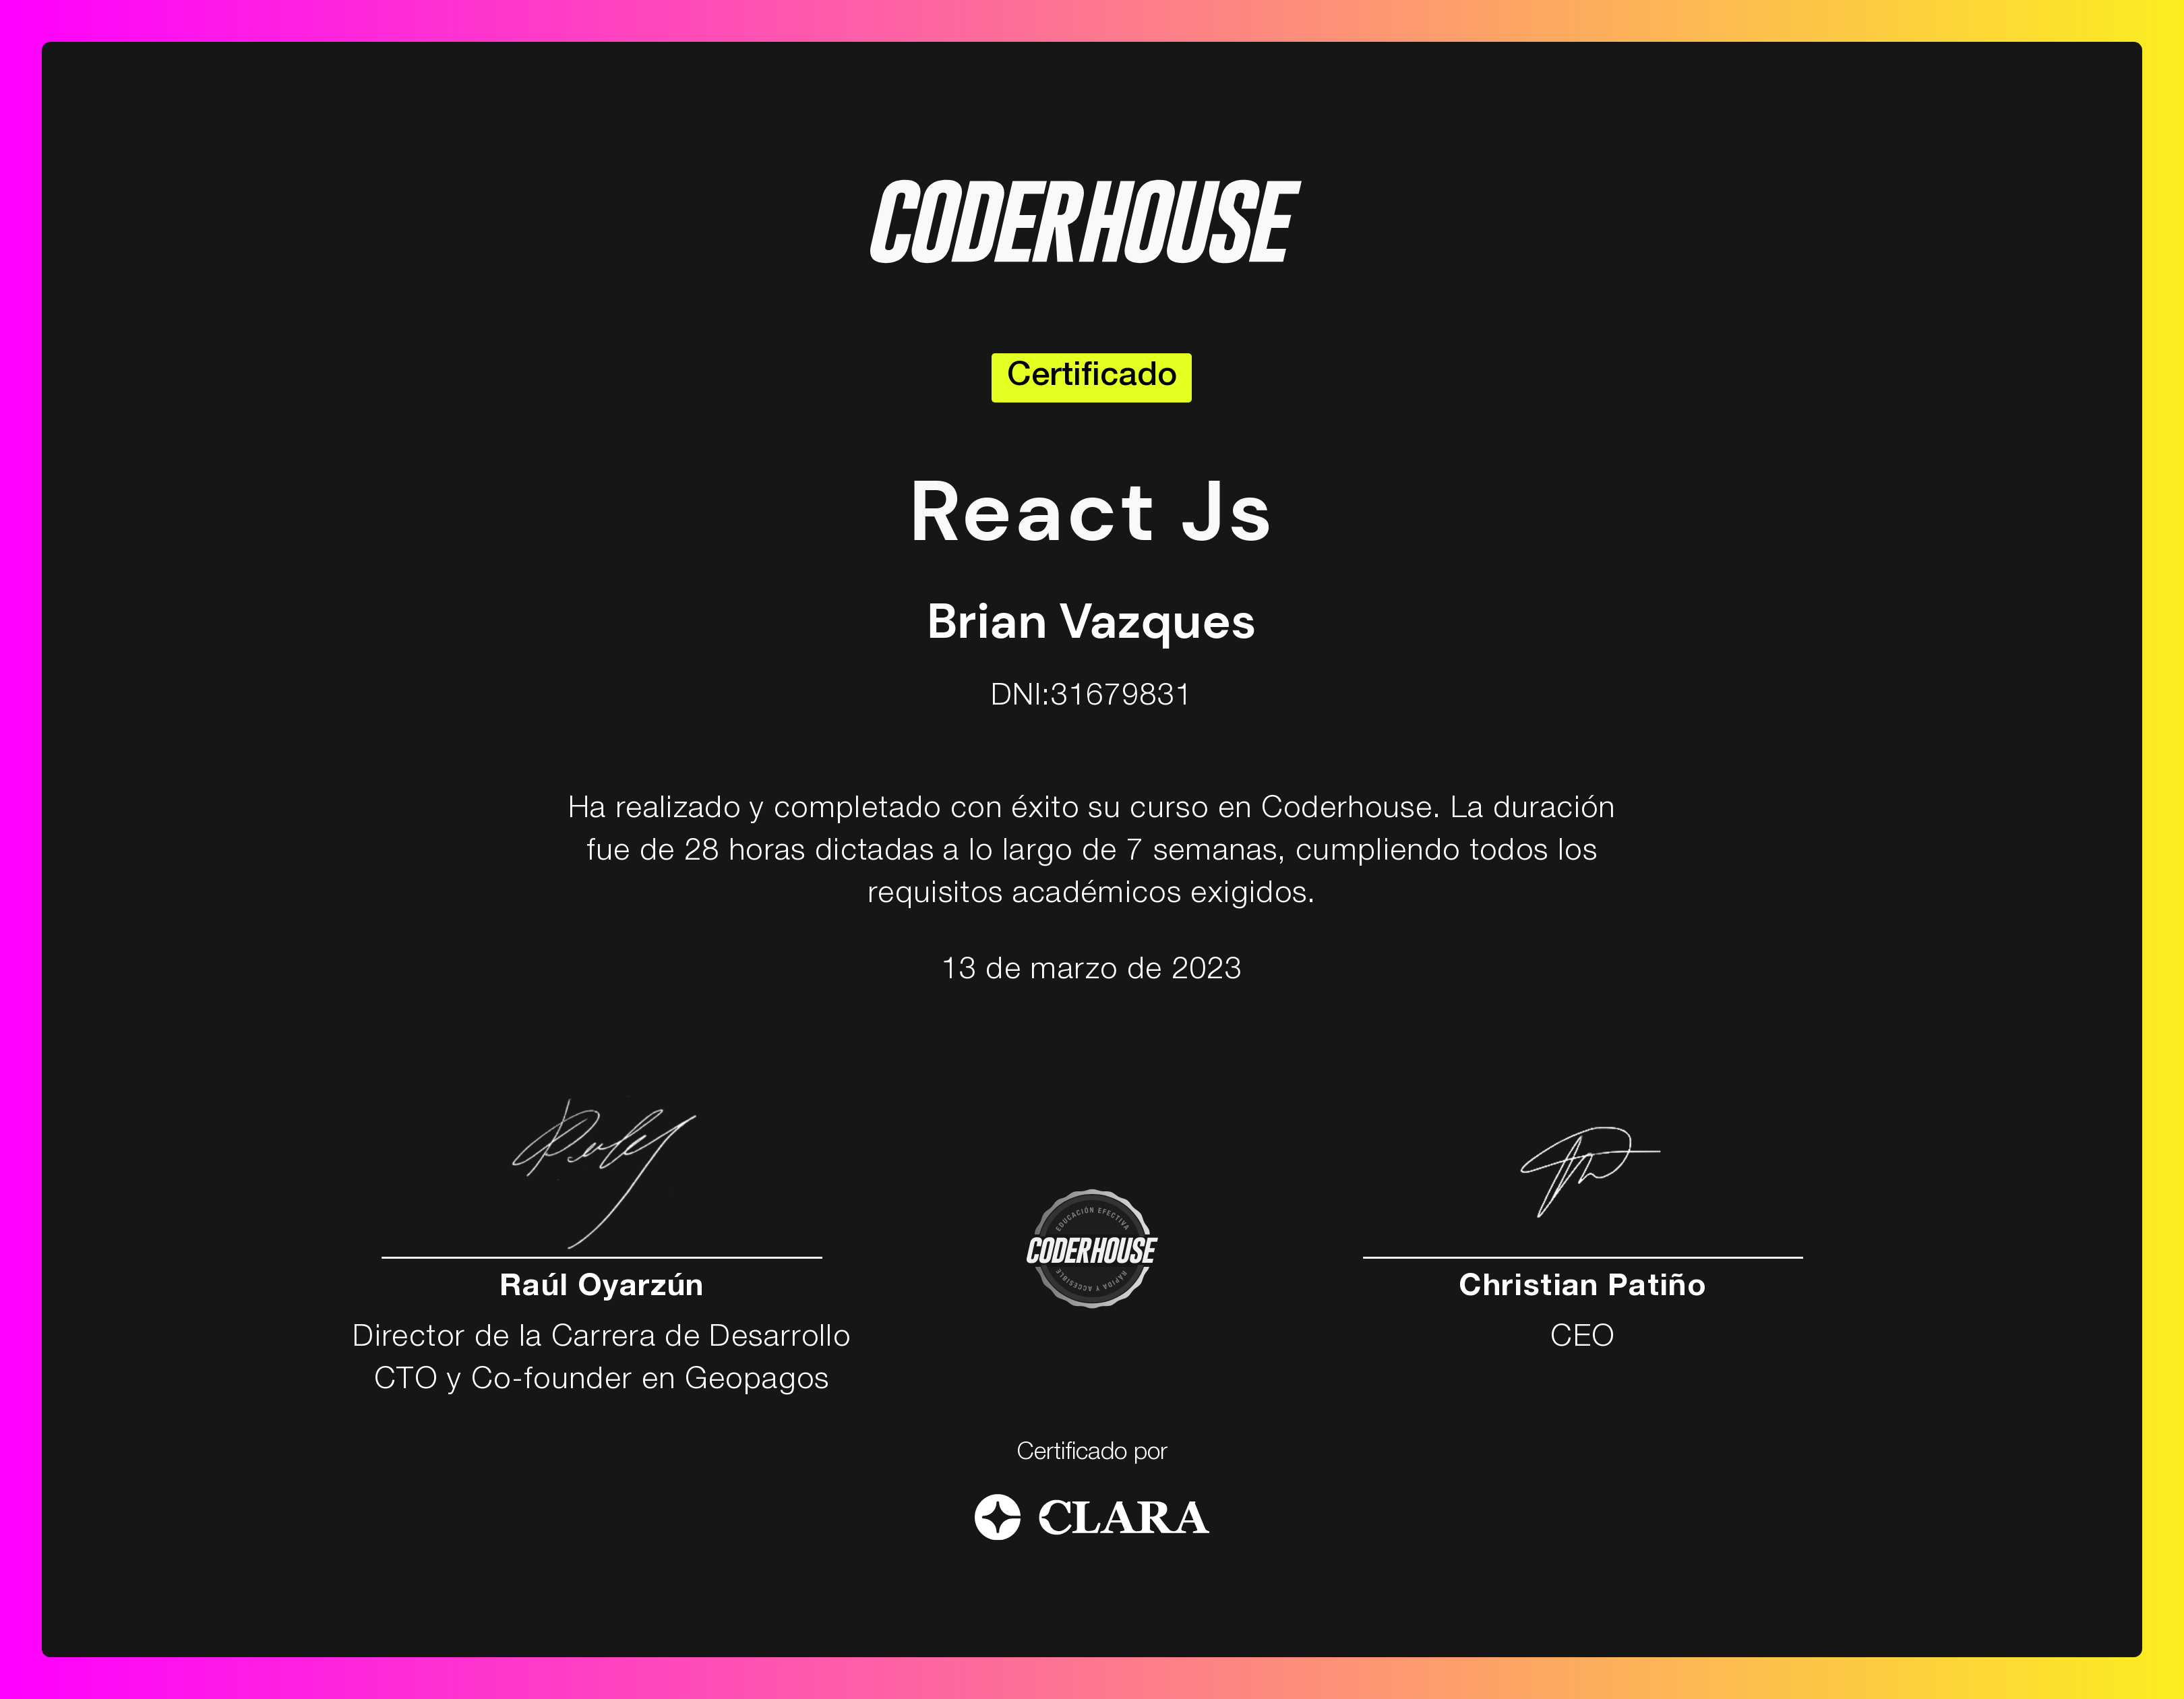 CODERHOUSE
Certificado
React Js
Brian Vazques
DNI:31679831
Ha realizado y completado con éxito su curso en Coderhouse. La duración
fue de 28 horas dictadas a lo largo de 7 semanas, cumpliendo todos los
requisitos académicos exigidos.
13 de marzo de 2023
Raúl Oyarzún
Director de la Carrera de Desarrollo
CTO y Co-founder en Geopagos
EDUCACIÓN EFECTIVA
CODERHOUSE
RÁPIDA Y ACCESIBLE
Christian Patiño
CEO
Certificado por
CLARA